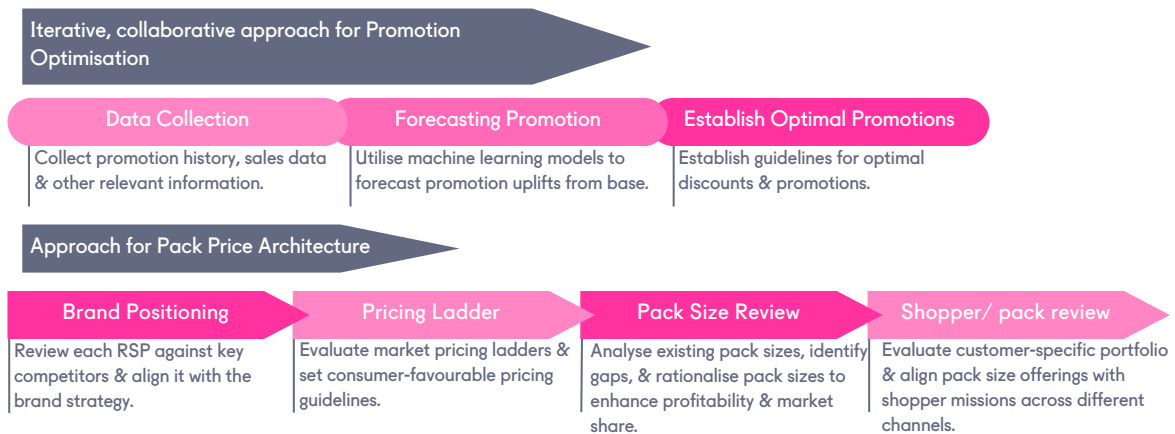 Iterative, collaborative approach for Promotion
Optimisation
Data Collection
Forecasting Promotion
Establish Optimal Promotions
Collect promotion history, sales data
& other relevant information.
Utilise machine learning models to
forecast promotion uplifts from base.
Establish guidelines for optimal
discounts & promotions.
Approach for Pack Price Architecture
Brand Positioning
Pricing Ladder
Pack Size Review
Shopper/ pack review
Review each RSP against key
competitors & align it with the
brand strategy.
Evaluate market pricing ladders &
set consumer-favourable pricing
guidelines.
Analyse existing pack sizes, identify
gaps, & rationalise pack sizes to
enhance profitability & market
share.
Evaluate customer-specific portfolio
& align pack size offerings with
shopper missions across different
channels.